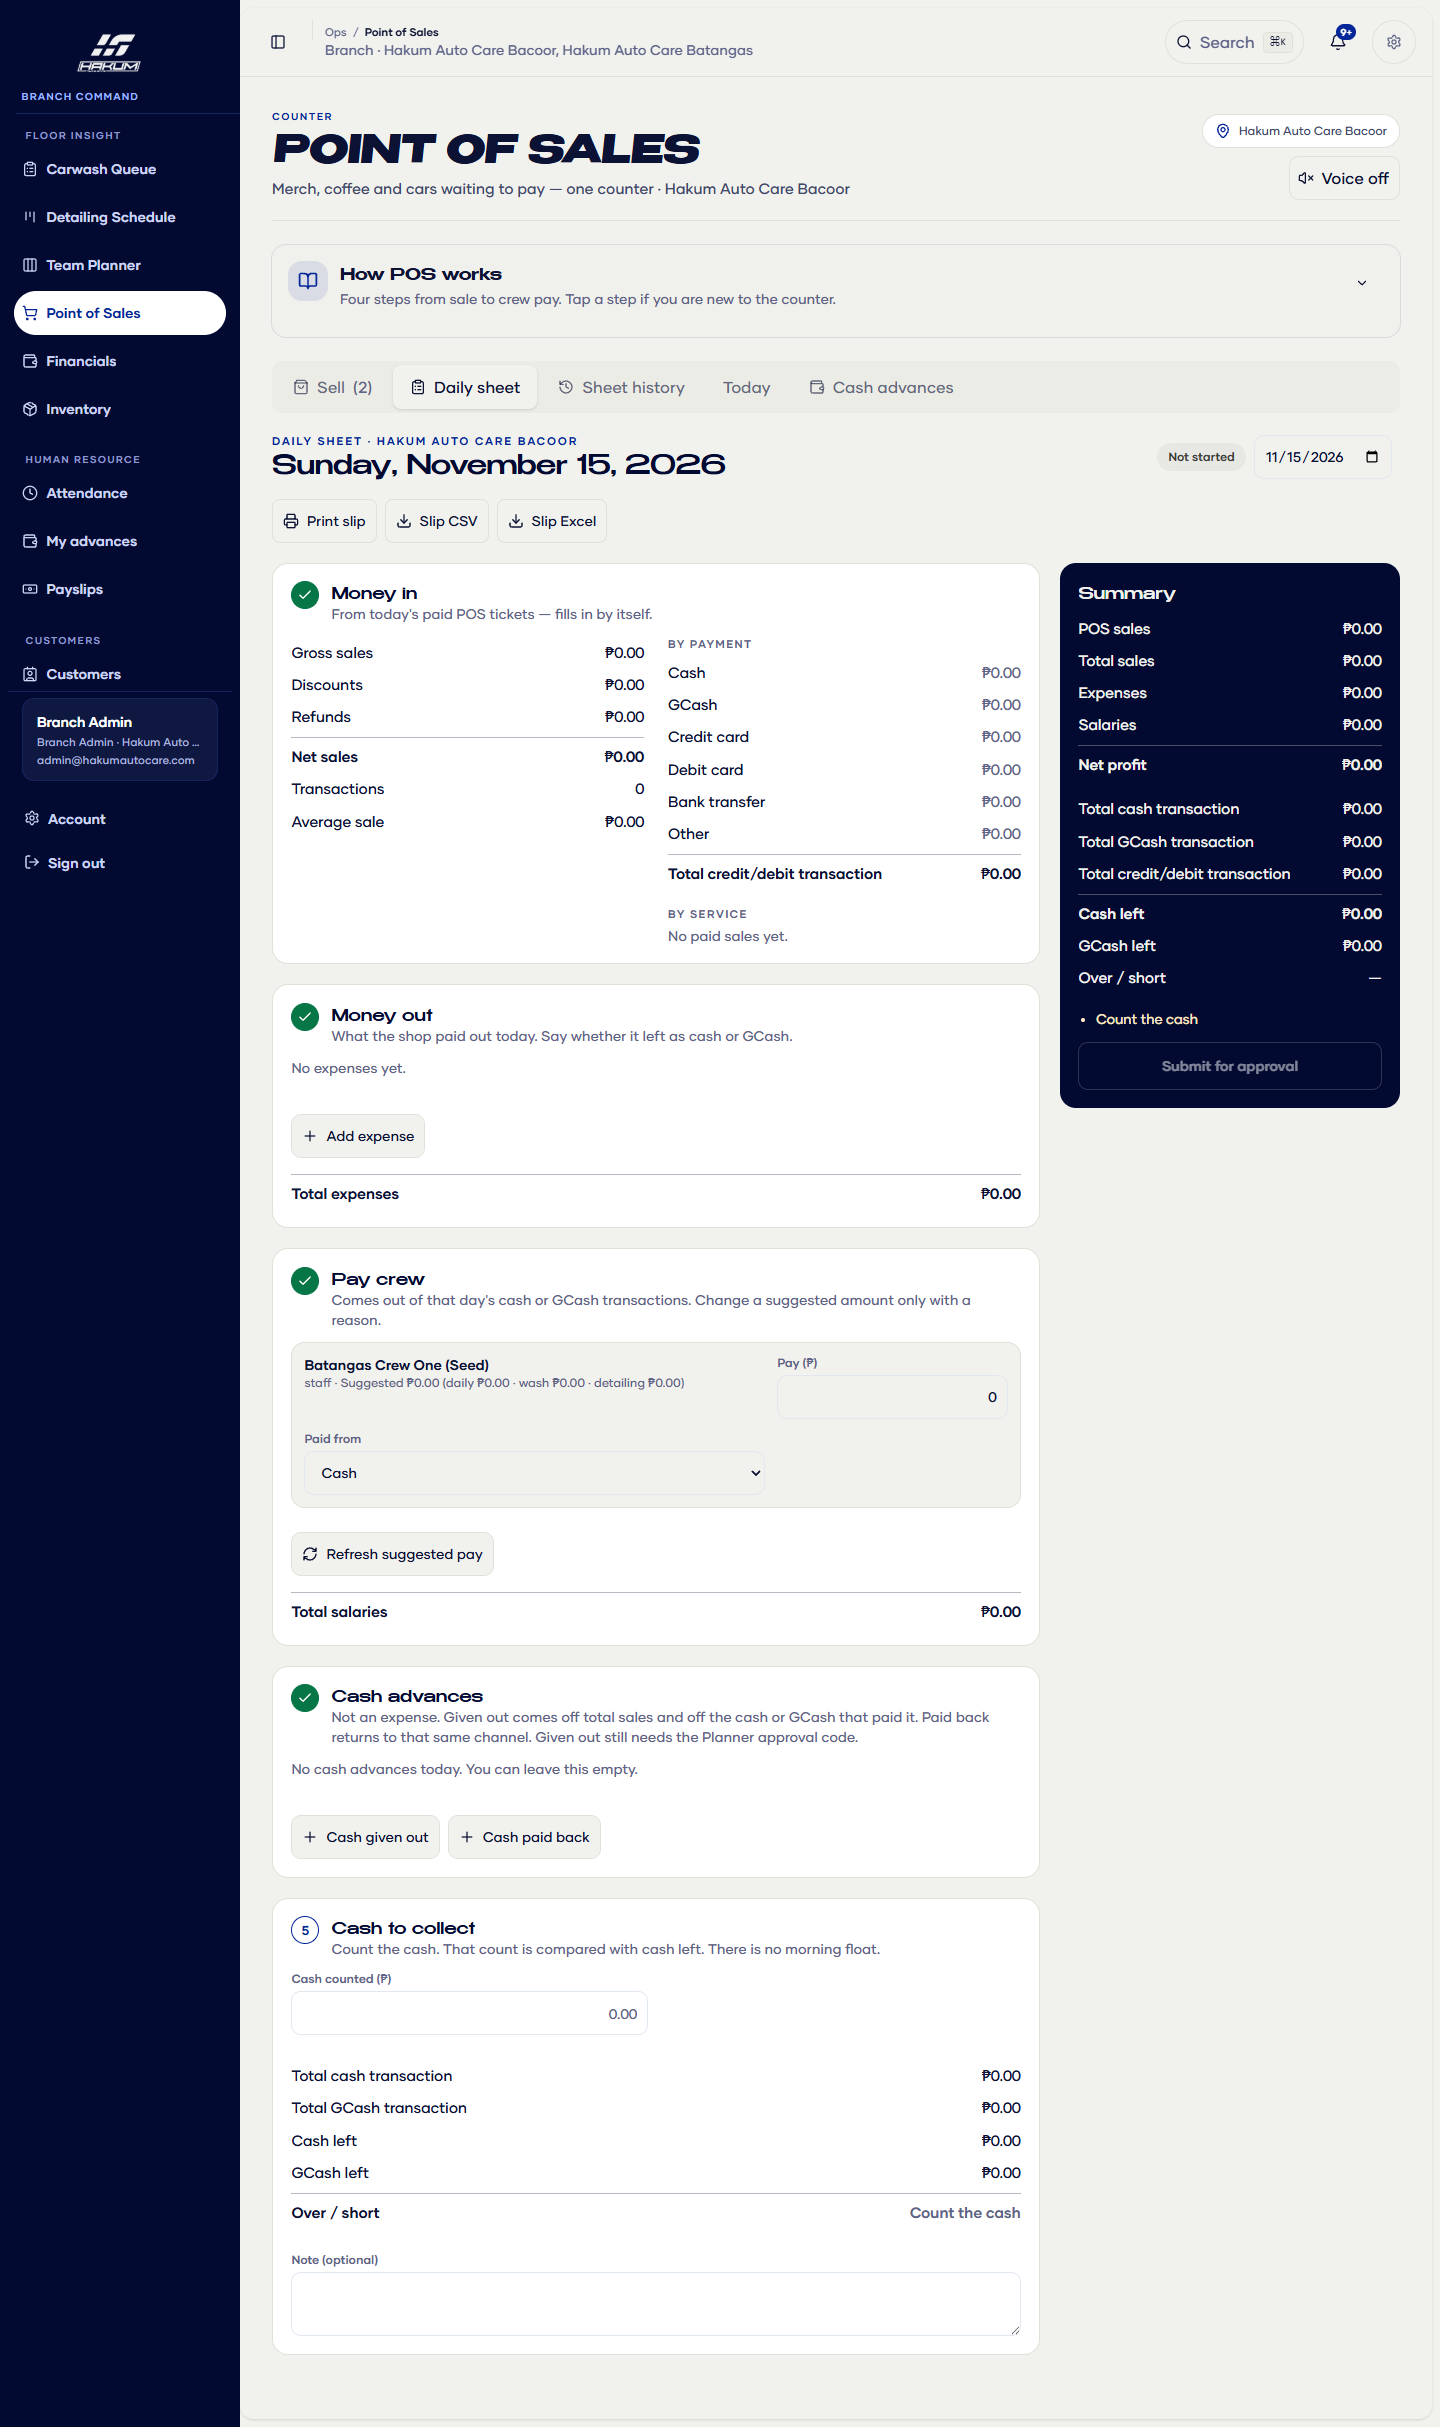 HAKUM
BRANCH COMMAND
FLOOR INSIGHT
Carwash Queue
Detailing Schedule
Team Planner
Point of Sales
Financials
Inventory
HUMAN RESOURCE
Attendance
My advances
Payslips
CUSTOMERS
Customers
Branch Admin
Branch Admin · Hakum Auto ...
admin@hakumautocare.com
Account
Sign out
Ops / Point of Sales
Branch · Hakum Auto Care Bacoor, Hakum Auto Care Batangas
Search ⌘K
9+
COUNTER
POINT OF SALES
Merch, coffee and cars waiting to pay — one counter · Hakum Auto Care Bacoor
Hakum Auto Care Bacoor
Voice off
How POS works
Four steps from sale to crew pay. Tap a step if you are new to the counter.
Sell (2)
Daily sheet
Sheet history
Today
Cash advances
DAILY SHEET · HAKUM AUTO CARE BACOOR
Sunday, November 15, 2026
Not started
11/15/2026
Print slip
Slip CSV
Slip Excel
Money in
From today's paid POS tickets — fills in by itself.
Gross sales ₱0.00
Discounts ₱0.00
Refunds ₱0.00
Net sales ₱0.00
Transactions 0
Average sale ₱0.00
BY PAYMENT
Cash ₱0.00
GCash ₱0.00
Credit card ₱0.00
Debit card ₱0.00
Bank transfer ₱0.00
Other ₱0.00
Total credit/debit transaction ₱0.00
BY SERVICE
No paid sales yet.
Money out
What the shop paid out today. Say whether it left as cash or GCash.
No expenses yet.
Add expense
Total expenses ₱0.00
Pay crew
Comes out of that day's cash or GCash transactions. Change a suggested amount only with a
reason.
Batangas Crew One (Seed)
staff · Suggested ₱0.00 (daily ₱0.00 · wash ₱0.00 · detailing ₱0.00)
Pay (₱)
0
Paid from
Cash
Refresh suggested pay
Total salaries ₱0.00
Cash advances
Not an expense. Given out comes off total sales and off the cash or GCash that paid it. Paid back
returns to that same channel. Given out still needs the Planner approval code.
No cash advances today. You can leave this empty.
Cash given out
Cash paid back
5
Cash to collect
Count the cash. That count is compared with cash left. There is no morning float.
Cash counted (₱)
0.00
Total cash transaction ₱0.00
Total GCash transaction ₱0.00
Cash left ₱0.00
GCash left ₱0.00
Over / short Count the cash
Note (optional)
Summary
POS sales ₱0.00
Total sales ₱0.00
Expenses ₱0.00
Salaries ₱0.00
Net profit ₱0.00
Total cash transaction ₱0.00
Total GCash transaction ₱0.00
Total credit/debit transaction ₱0.00
Cash left ₱0.00
GCash left ₱0.00
Over / short —
• Count the cash
Submit for approval